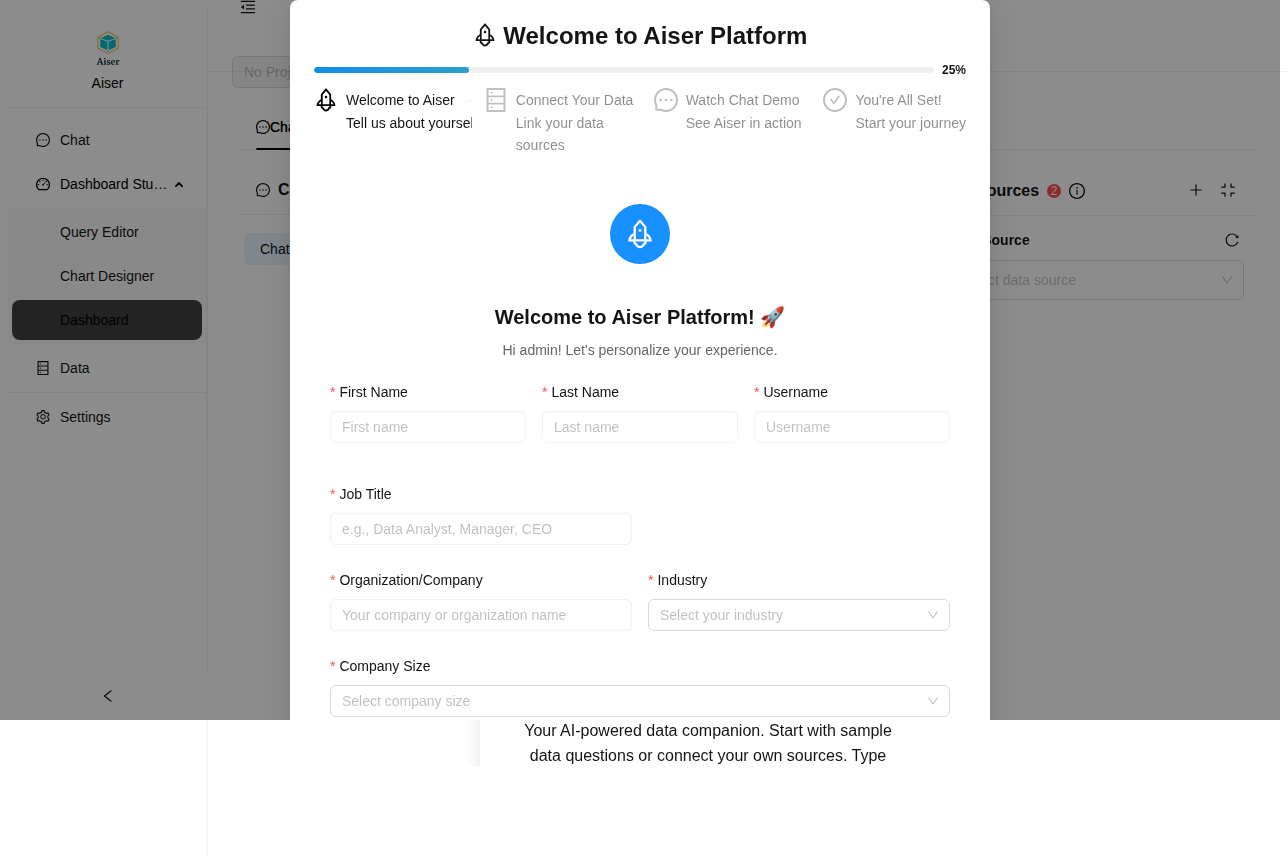 Aiser
Aiser
Chat
Dashboard Stu...
Query Editor
Chart Designer
Dashboard
Data
Settings
No Proj
Cha
C
Chat
Welcome to Aiser Platform
25%
Welcome to Aiser
Tell us about yoursel
Connect Your Data
Link your data
sources
Watch Chat Demo
See Aiser in action
You're All Set!
Start your journey
Welcome to Aiser Platform! 🚀
Hi admin! Let's personalize your experience.
* First Name
* Last Name
* Username
First name
Last name
Username
* Job Title
e.g., Data Analyst, Manager, CEO
* Organization/Company
* Industry
Your company or organization name
Select your industry
* Company Size
Select company size
ources 2
Source
ct data source
Your AI-powered data companion. Start with sample
data questions or connect your own sources. Type